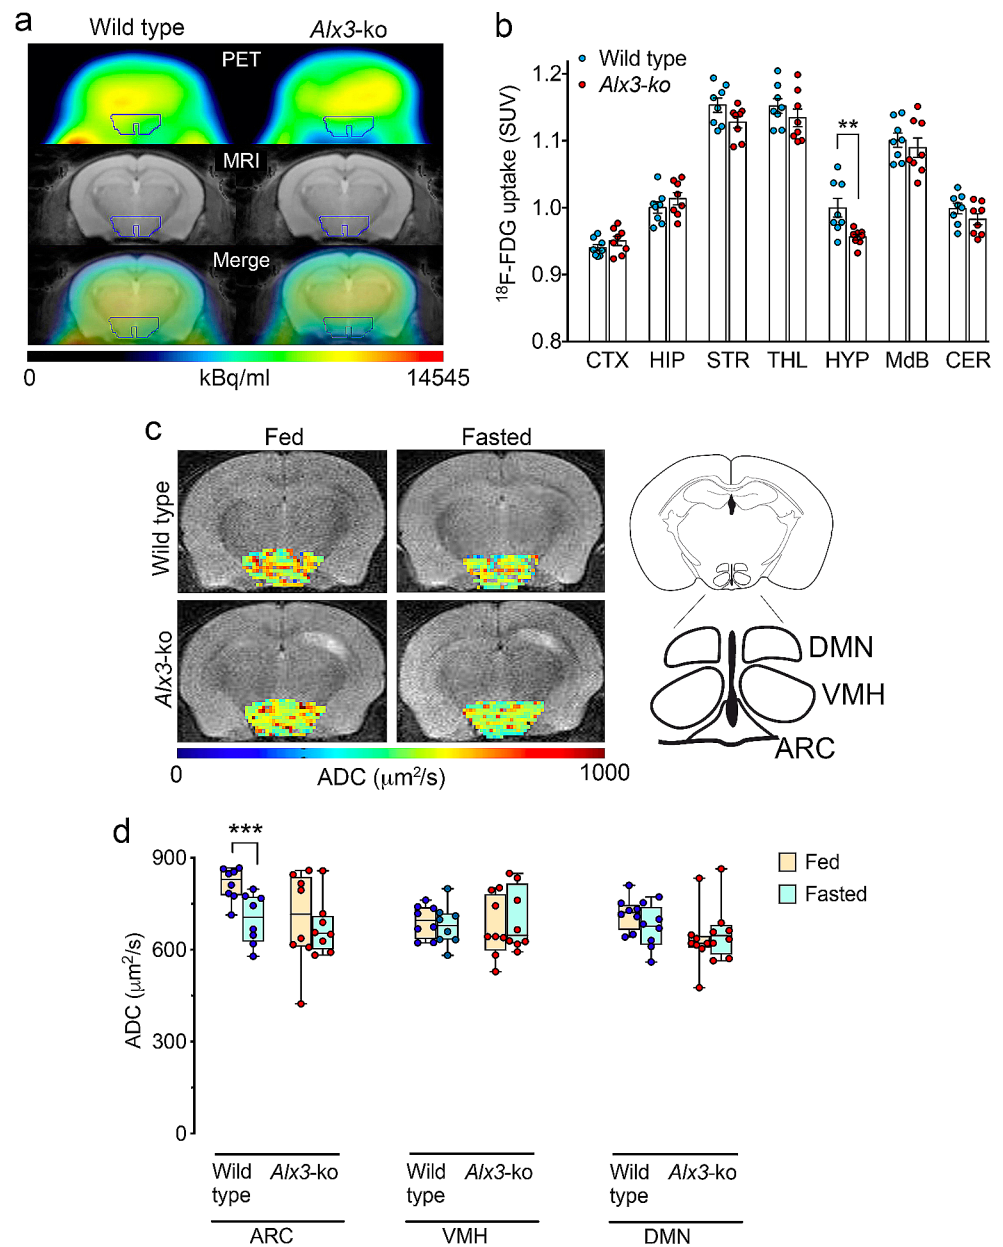 a
Wild type
Alx3-ko
PET
MRI
Merge
0
kBq/ml
14545
b
Wild type
Alx3-ko
18F-FDG uptake (SUV)
1.2
1.1
1.0
0.9
0.8
**
CTX HIP STR THL HYP MdB CER
c
Fed
Fasted
Wild type
Alx3-ko
0
ADC (μm2/s)
1000
DMN
VMH
ARC
d
***
Fed
Fasted
ADC (μm2/s)
900
600
300
0
Wild type
Alx3-ko
Wild type
Alx3-ko
Wild type
Alx3-ko
ARC
VMH
DMN